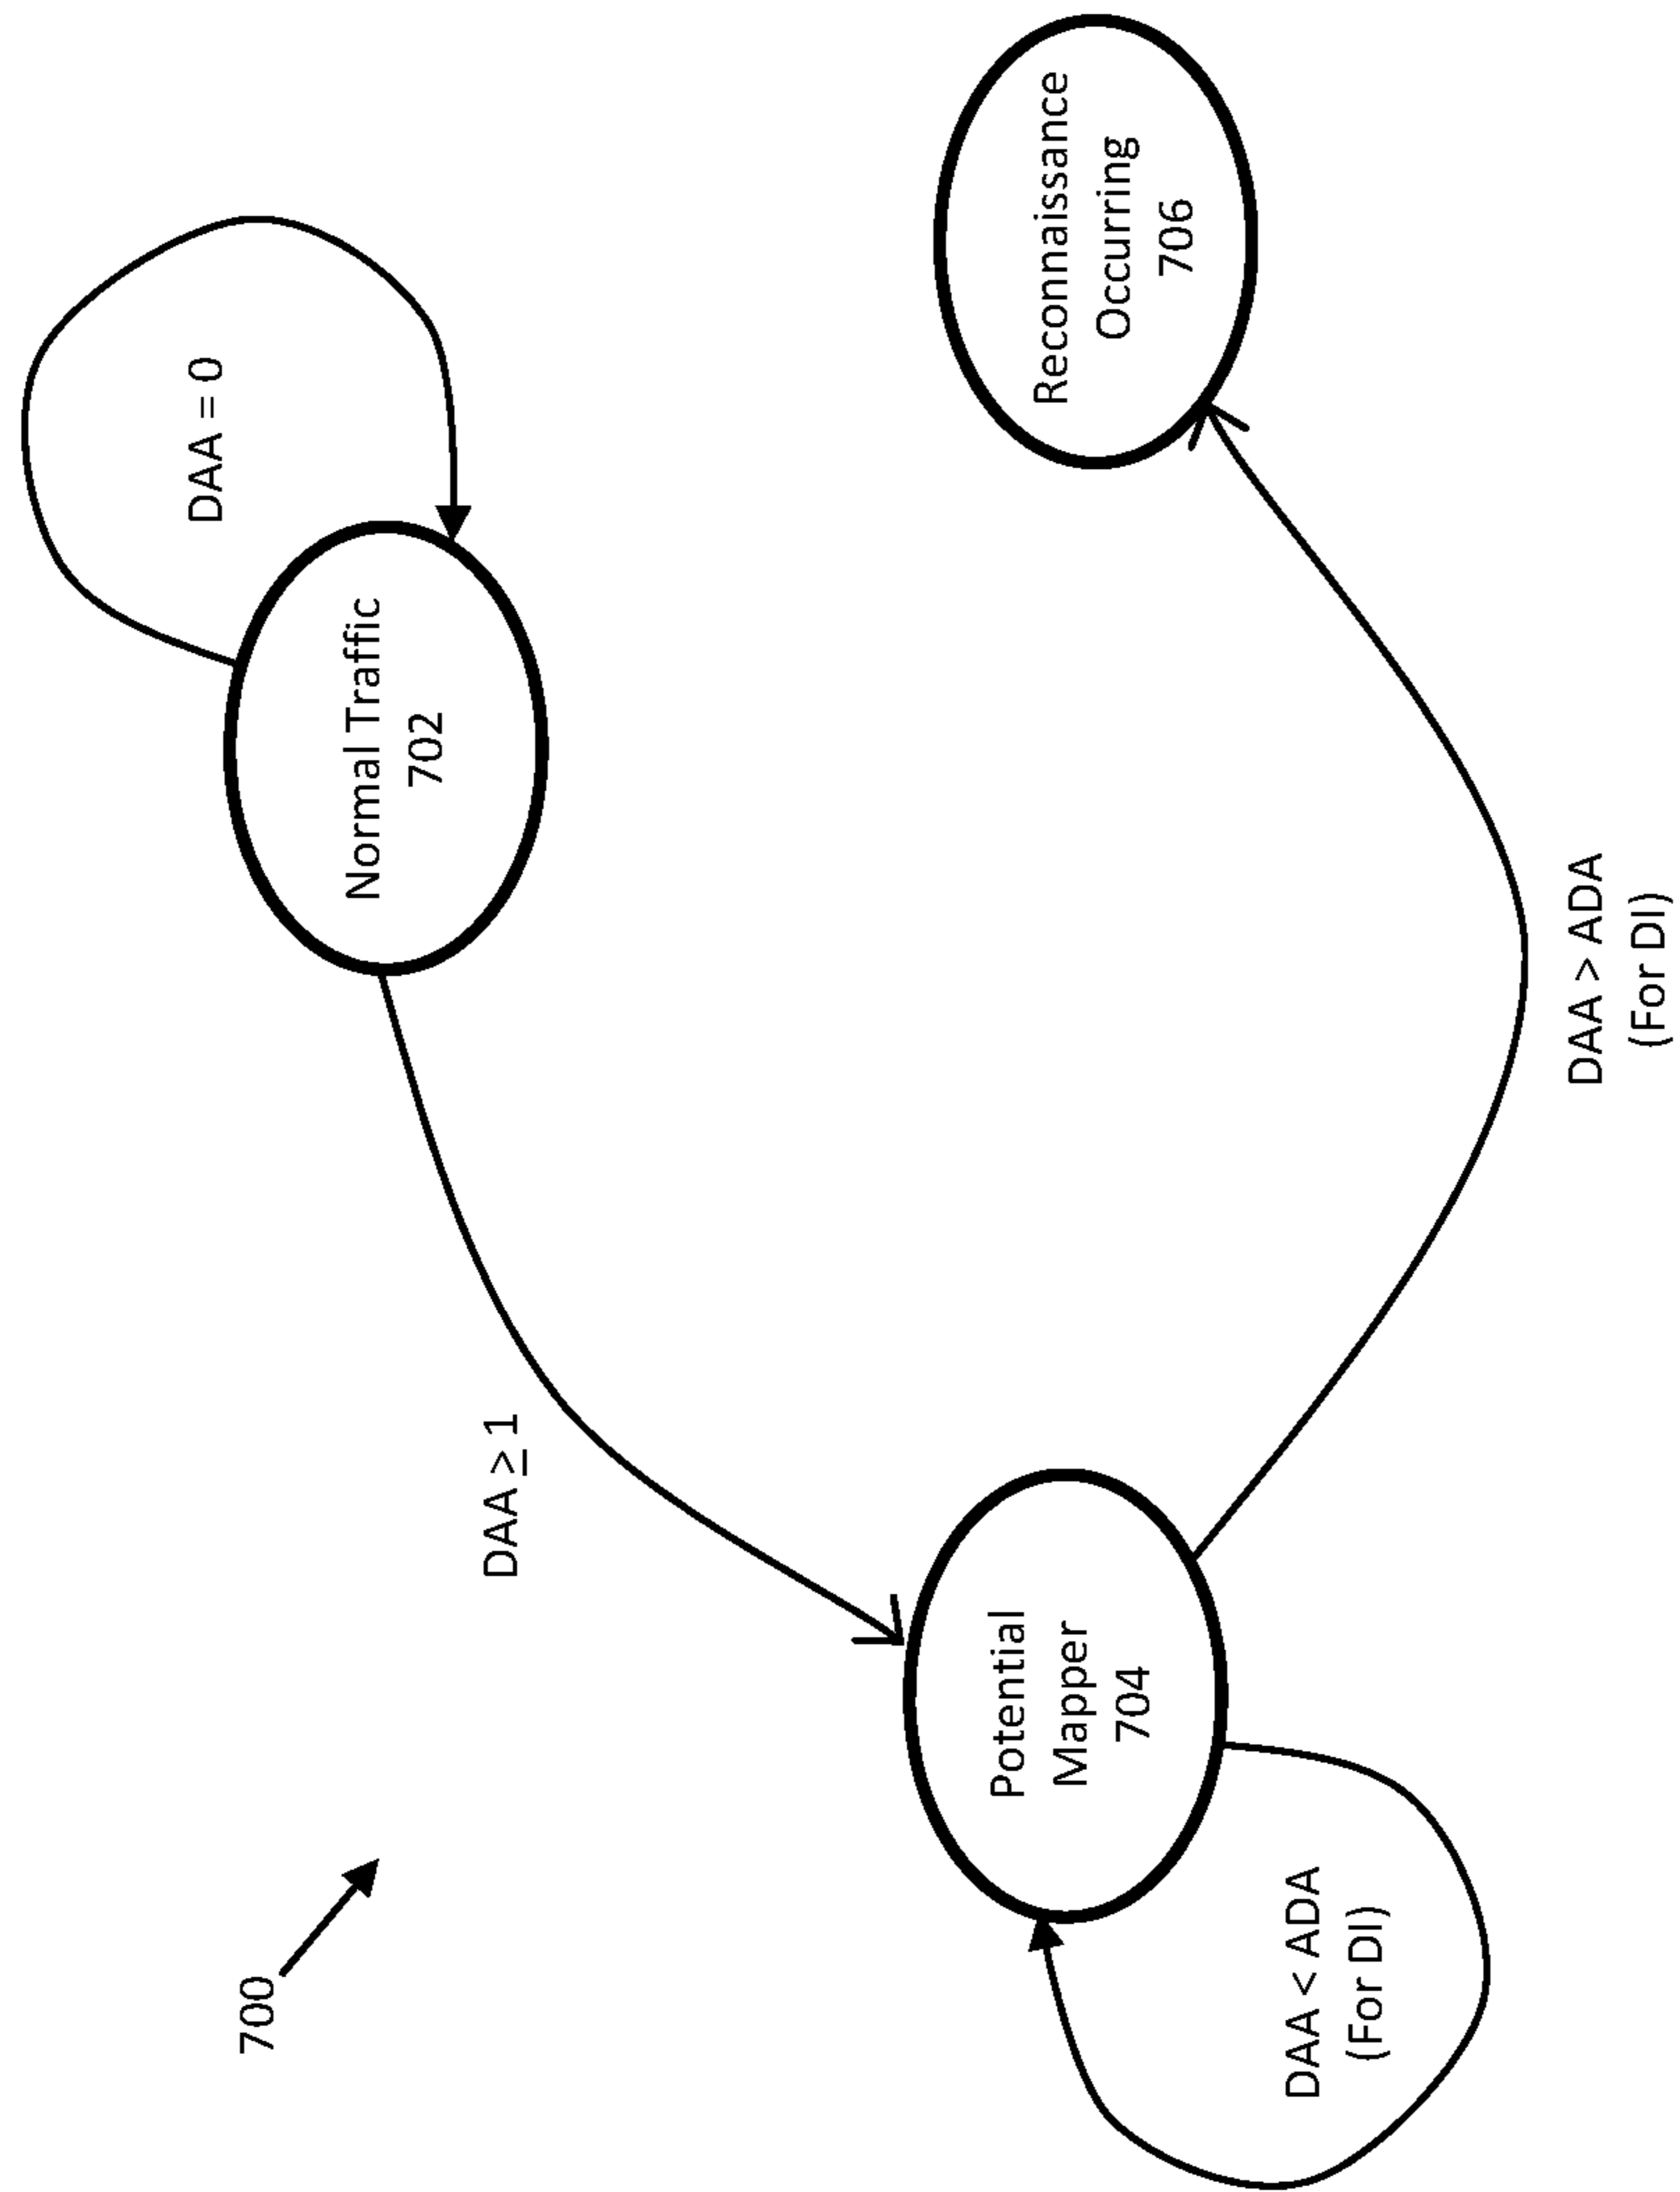 700
DAA ≥ 1
DAA = 0
Normal Traffic
702
Potential
Mapper
704
Reconnaissance
Occurring
706
DAA < ADA
(For DI)
DAA > ADA
(For DI)